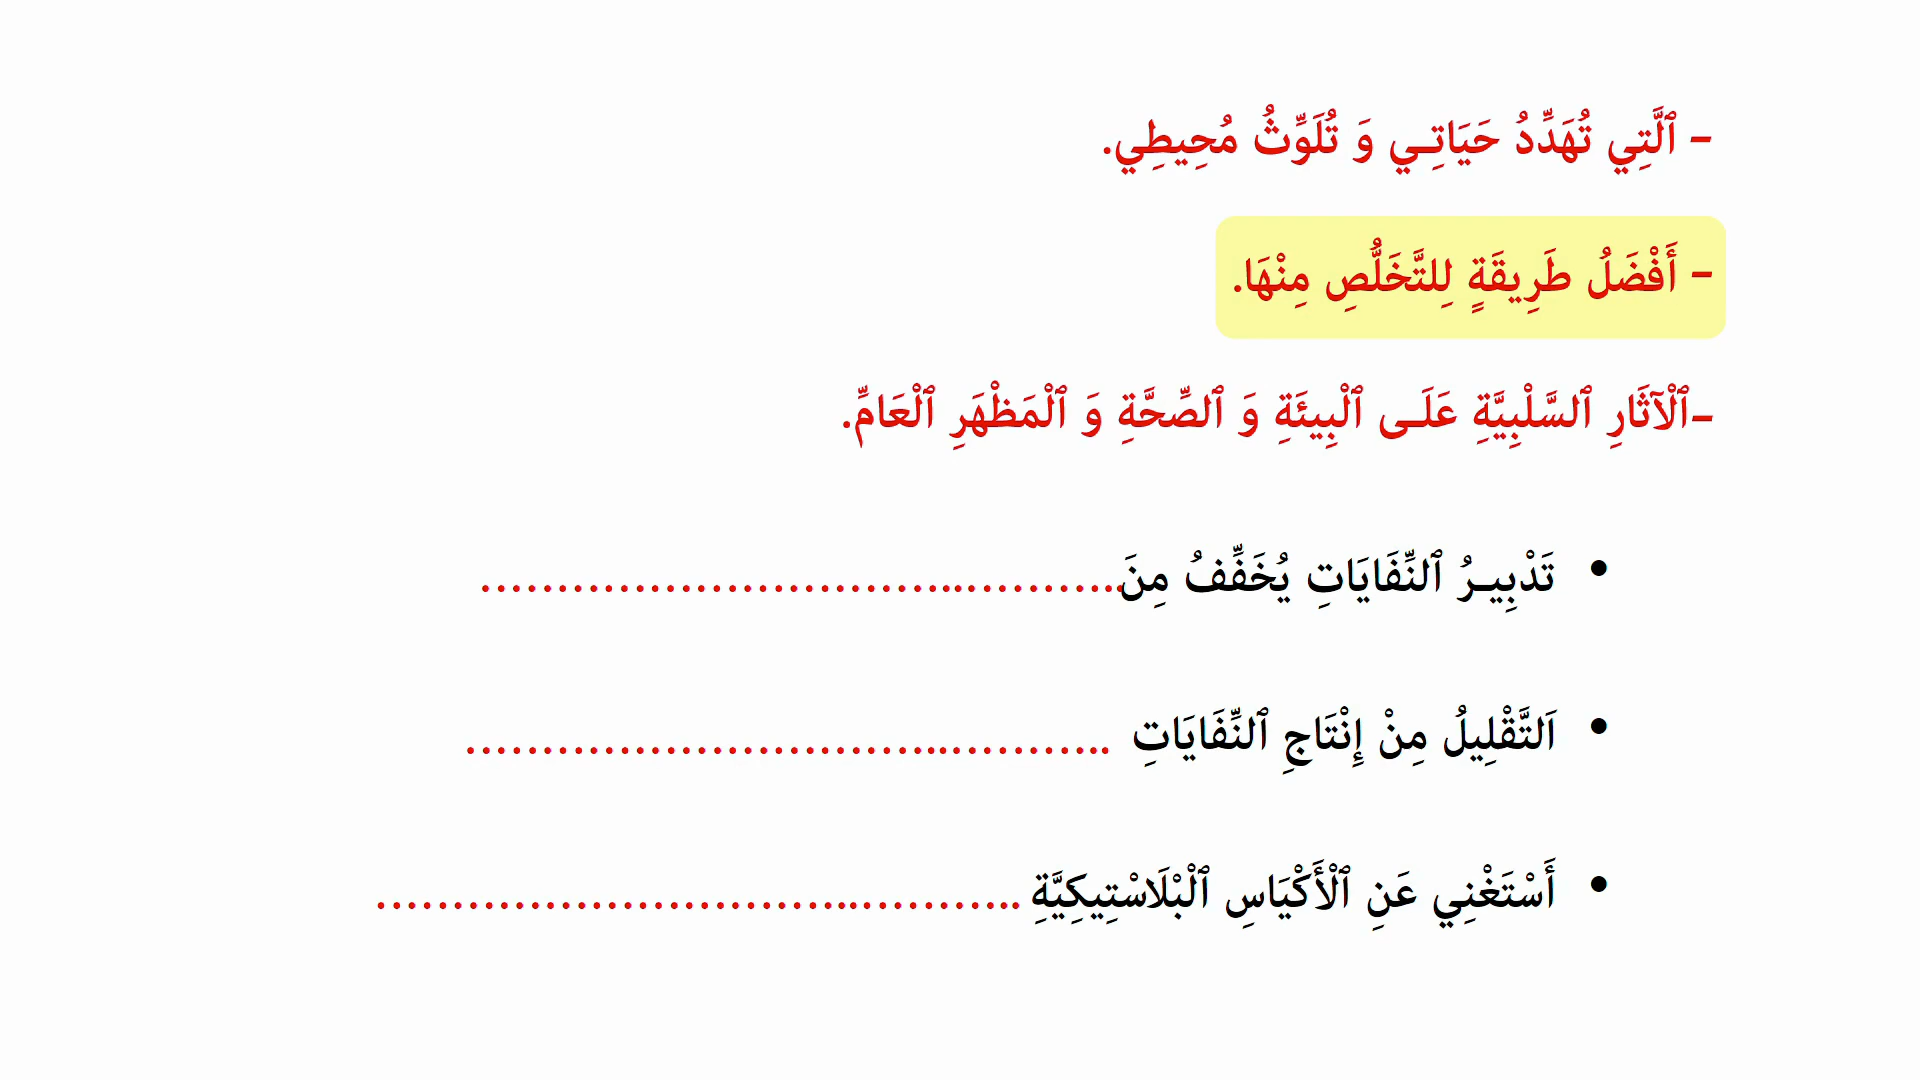 - ٱلَّتِي تُهَدِّدُ حَيَاتِـي وَ تُلَوِّثُ مُحِيطِي.
- أَفْضَلُ طَرِيقَةٍ لِلتَّخَلُّصِ مِنْهَا.
-ٱلْآثَارِ ٱلسَّلْبِيَّةِ عَلَـى ٱلْبِيئَةِ وَ ٱلصِّحَّةِ وَ ٱلْمَظْهَرِ ٱلْعَامِّ.
• تَدْبِيـرُ ٱلنِّفَايَاتِ يُخَفِّفُ مِنَ..........................................
• اَلتَّقْلِيلُ مِنْ إِنْتَاجِ ٱلنِّفَايَاتِ ..........................................
• أَسْتَغْنِي عَنِ ٱلْأَكْيَاسِ ٱلْبْلَاسْتِيكِيَّةِ ..........................................